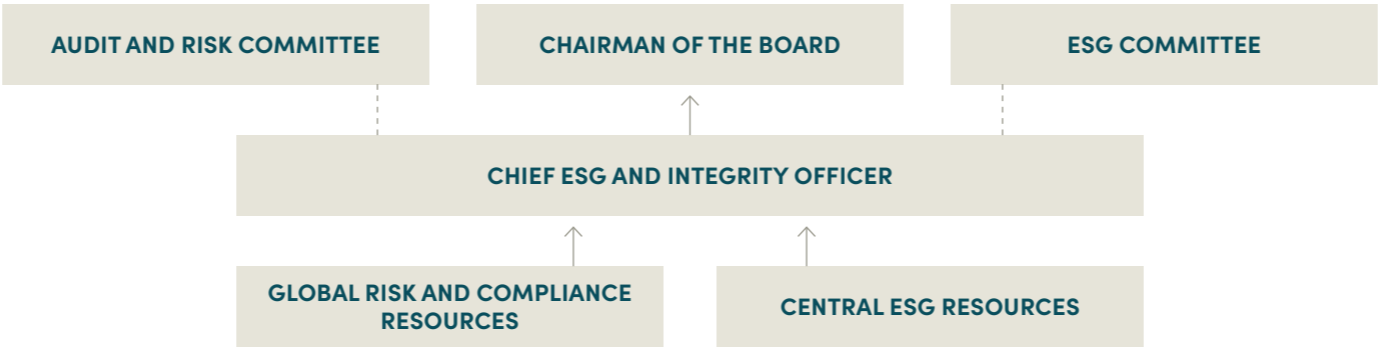 AUDIT AND RISK COMMITTEE
CHAIRMAN OF THE BOARD
ESG COMMITTEE
CHIEF ESG AND INTEGRITY OFFICER
GLOBAL RISK AND COMPLIANCE
RESOURCES
CENTRAL ESG RESOURCES